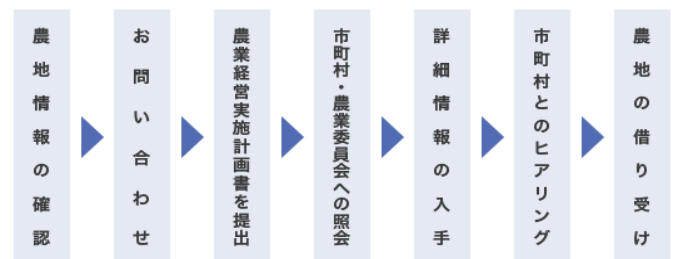 農地情報の確認
お問い合わせ
農業経営実施計画書を提出
市町村・農業委員会への照会
詳細情報の入手
市町村とのヒアリング
農地の借り受け